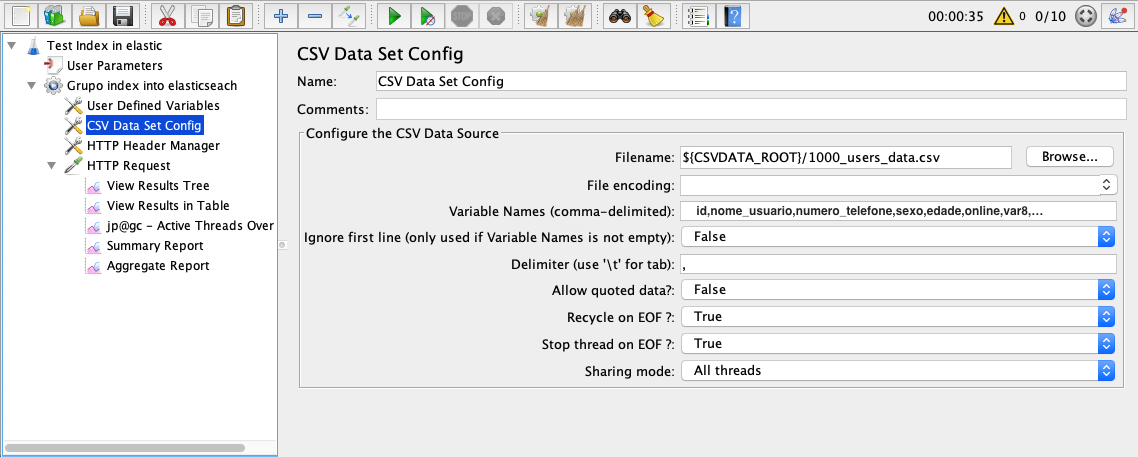 00:00:35 0 0/10
Test Index in elastic
User Parameters
Grupo index into elasticseach
User Defined Variables
CSV Data Set Config
HTTP Header Manager
HTTP Request
View Results Tree
View Results in Table
jp@gc - Active Threads Over
Summary Report
Aggregate Report
CSV Data Set Config
Name: CSV Data Set Config
Comments:
Configure the CSV Data Source
Filename: ${CSVDATA_ROOT}/1000_users_data.csv Browse...
File encoding:
Variable Names (comma-delimited): id,nome_usuario,numero_telefone,sexo,edade,online,var8,...
Ignore first line (only used if Variable Names is not empty): False
Delimiter (use '\t' for tab): ,
Allow quoted data?: False
Recycle on EOF ?: True
Stop thread on EOF ?: True
Sharing mode: All threads